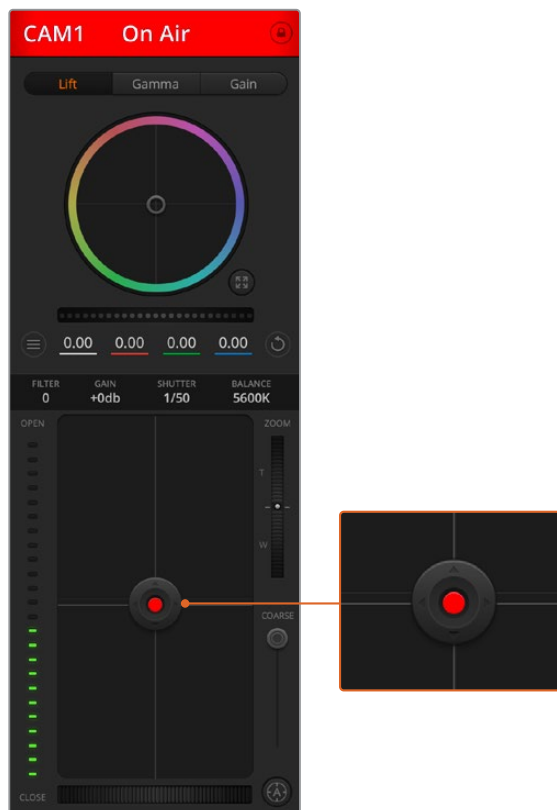 CAM1 On Air
Lift Gamma Gain
0.00 0.00 0.00 0.00
FILTER GAIN SHUTTER BALANCE
0 +0db 1/50 5600K
OPEN ZOOM
T
W
COARSE
CLOSE A